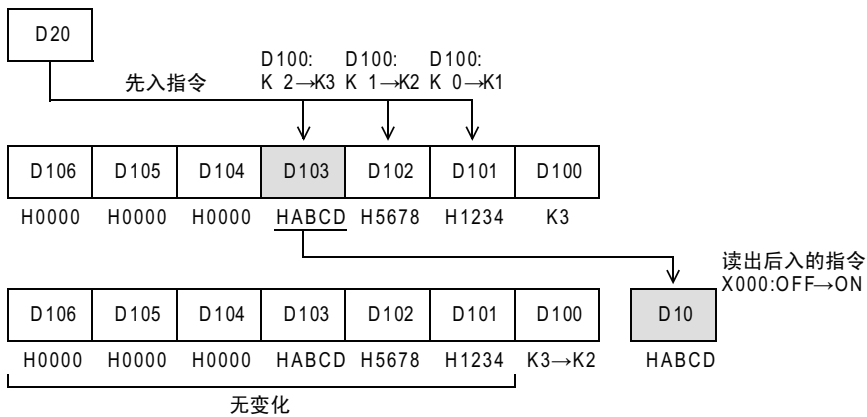 D20
先入指令
D100: D100: D100:
K 2→K3 K 1→K2 K 0→K1
D106 D105 D104 D103 D102 D101 D100
H0000 H0000 H0000 HABCD H5678 H1234 K3
读出后入的指令
X000:OFF→ON
D106 D105 D104 D103 D102 D101 D100 D10
H0000 H0000 H0000 HABCD H5678 H1234 K3→K2 HABCD
无变化